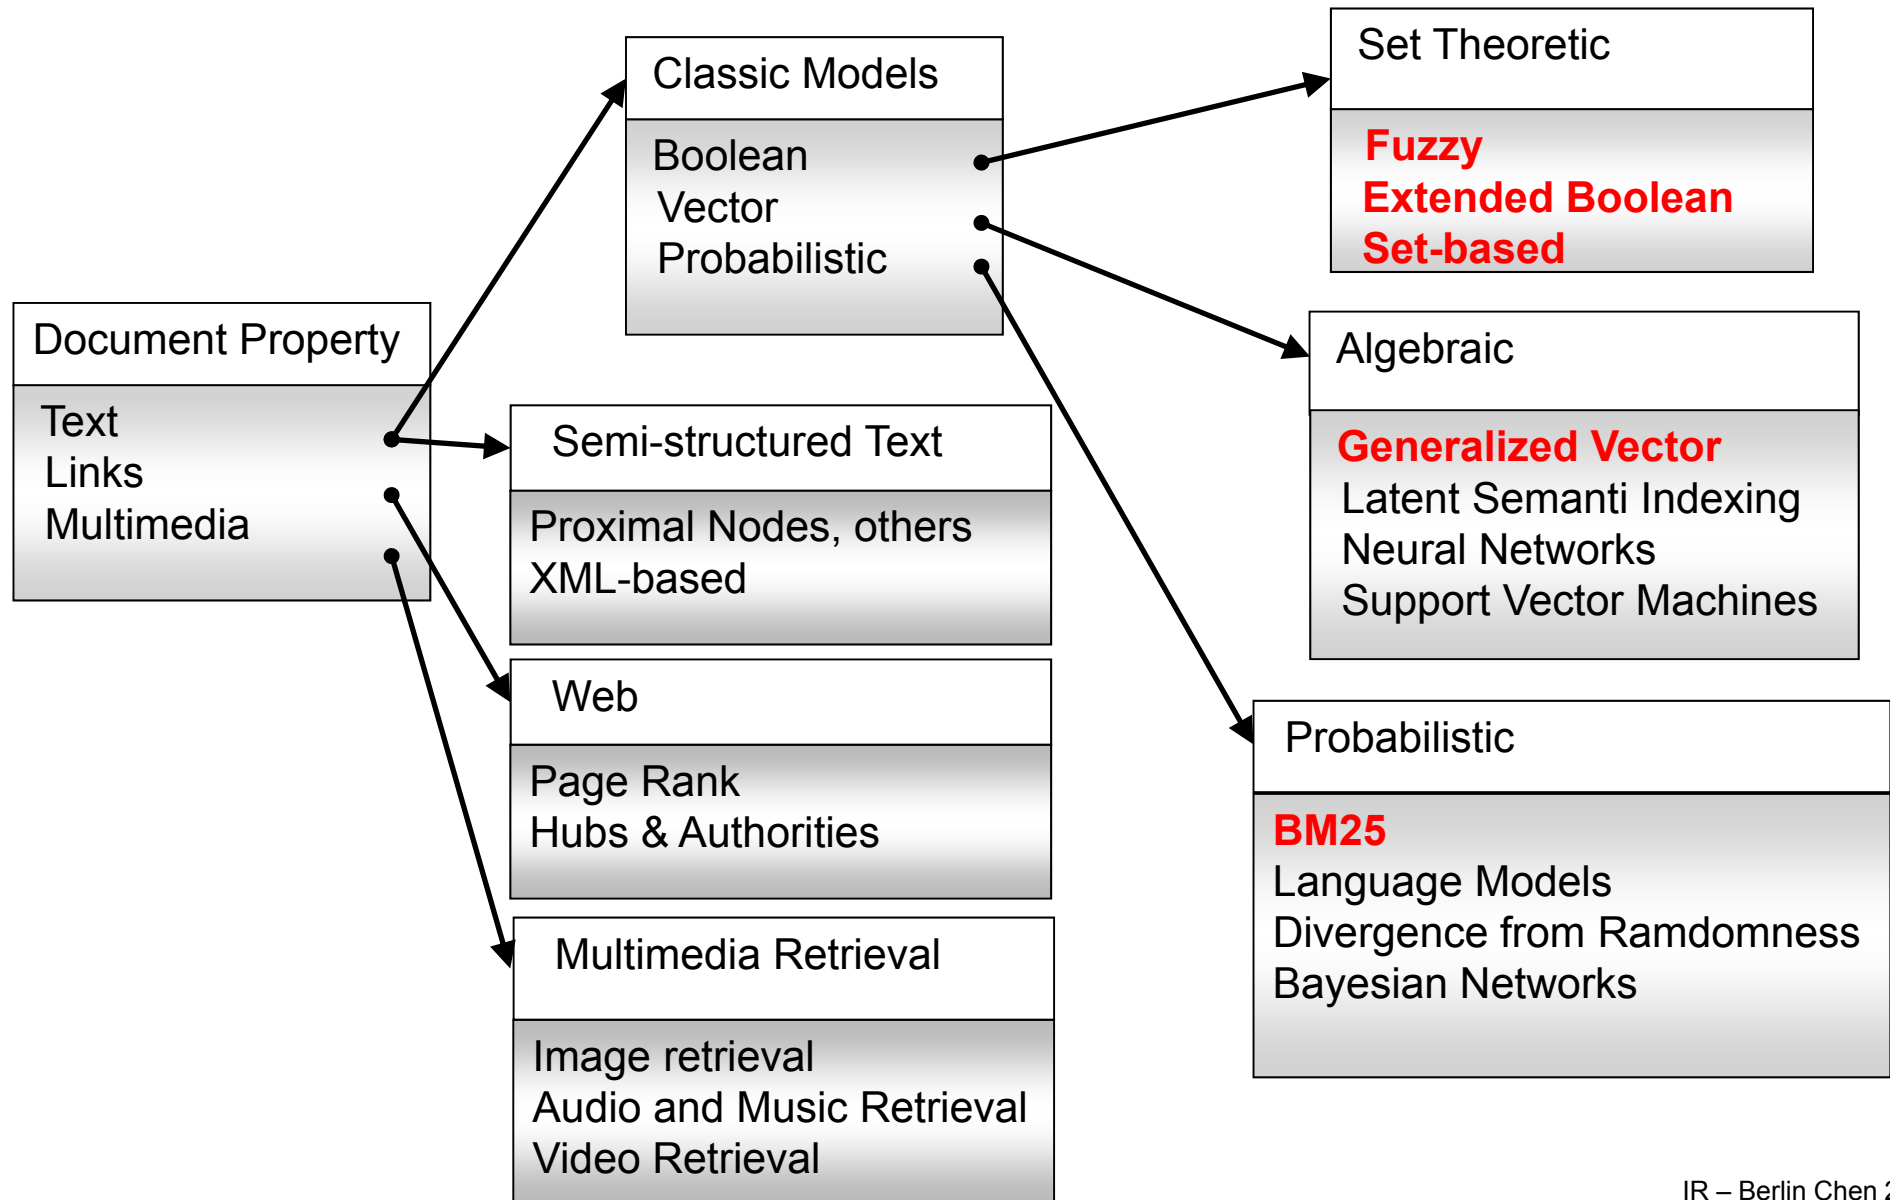 Document Property
Text
Links
Multimedia
Classic Models
Boolean
Vector
Probabilistic
Semi-structured Text
Proximal Nodes, others
XML-based
Web
Page Rank
Hubs & Authorities
Multimedia Retrieval
Image retrieval
Audio and Music Retrieval
Video Retrieval
Set Theoretic
Fuzzy
Extended Boolean
Set-based
Algebraic
Generalized Vector
Latent Semanti Indexing
Neural Networks
Support Vector Machines
Probabilistic
BM25
Language Models
Divergence from Ramdomness
Bayesian Networks
IR – Berlin Chen 2